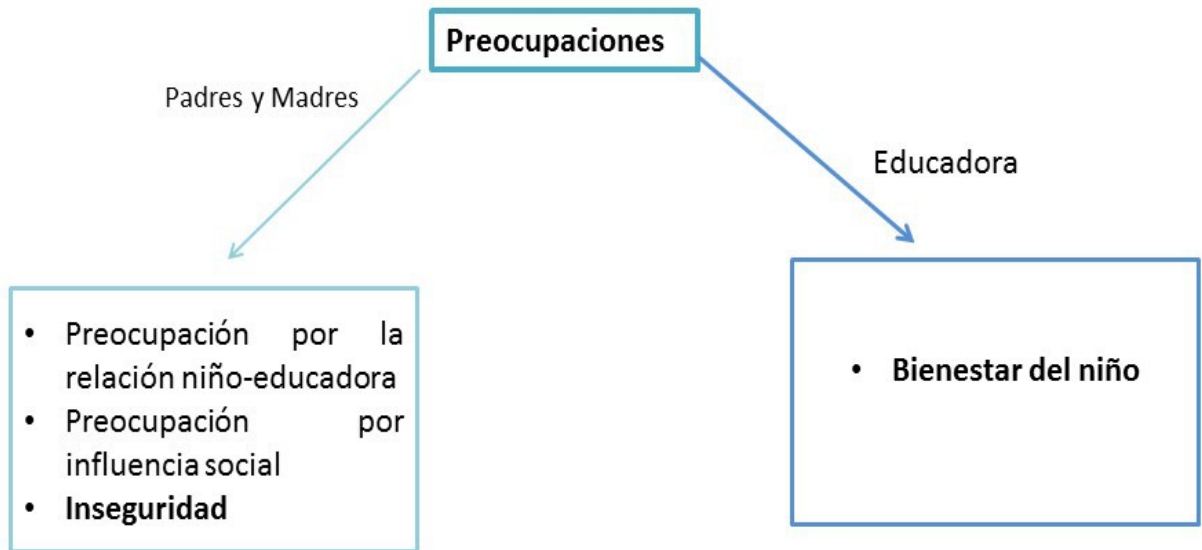 Preocupaciones
Padres y Madres
Educadora
• Preocupación por la
relación niño-educadora
• Preocupación por
influencia social
• Inseguridad
• Bienestar del niño